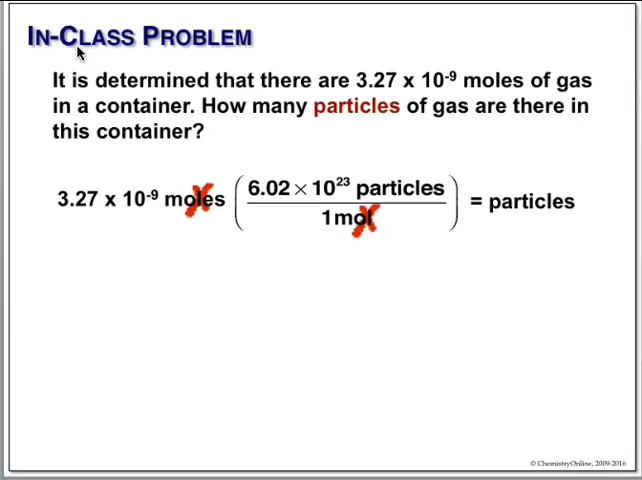 IN-CLASS PROBLEM
It is determined that there are 3.27 x 10⁻⁹ moles of gas
in a container. How many particles of gas are there in
this container?
3.27 x 10⁻⁹ moles (6.02 × 10²³ particles / 1mol) = particles
© ChemistryOnline, 2009-2016